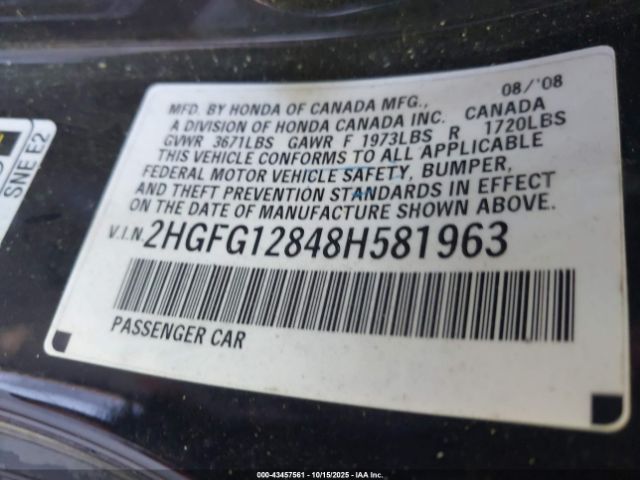 08/'08
MFD. BY HONDA OF CANADA MFG.,
A DIVISION OF HONDA CANADA INC. CANADA
GVWR 3671LBS GAWR F 1973LBS R 1720LBS
THIS VEHICLE CONFORMS TO ALL APPLICABLE
FEDERAL MOTOR VEHICLE SAFETY, BUMPER,
AND THEFT PREVENTION STANDARDS IN EFFECT
ON THE DATE OF MANUFACTURE SHOWN ABOVE.
V.I.N 2HGFG12848H581963
PASSENGER CAR
SNE E2
00-43457561 - 10/15/2025 - IAA Inc.